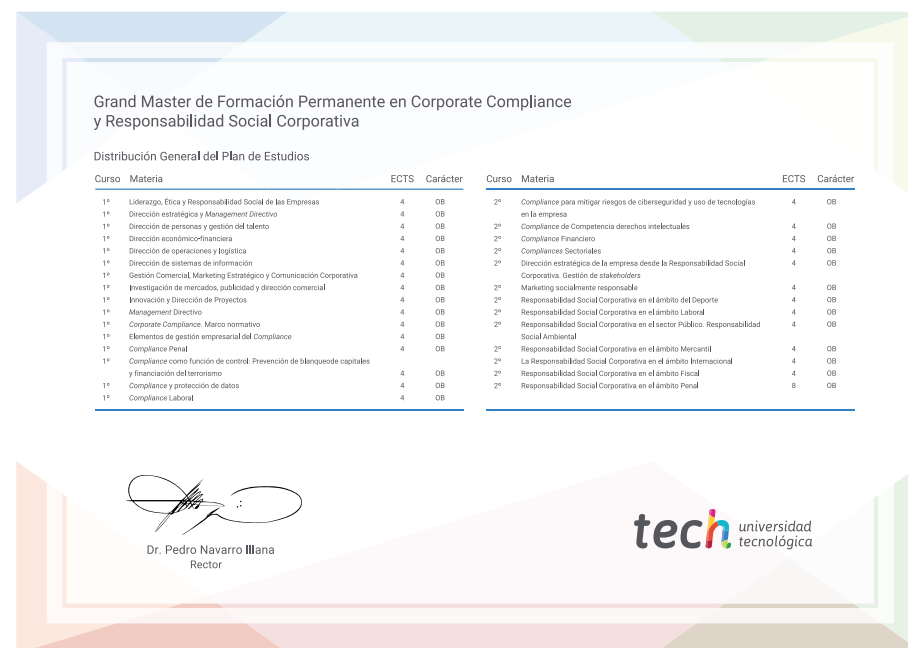 Grand Master de Formación Permanente en Corporate Compliance
y Responsabilidad Social Corporativa
Distribución General del Plan de Estudios
Curso Materia ECTS Carácter
1º Liderazgo, Ética y Responsabilidad Social de las Empresas 4 OB
1º Dirección estratégica y Management Directivo 4 OB
1º Dirección de personas y gestión del talento 4 OB
1º Dirección económico-financiera 4 OB
1º Dirección de operaciones y logística 4 OB
1º Dirección de sistemas de información 4 OB
1º Gestión Comercial, Marketing Estratégico y Comunicación Corporativa 4 OB
1º Investigación de mercados, publicidad y dirección comercial 4 OB
1º Innovación y Dirección de Proyectos 4 OB
1º Management Directivo 4 OB
1º Corporate Compliance. Marco normativo 4 OB
1º Elementos de gestión empresarial del Compliance 4 OB
1º Compliance Penal 4 OB
1º Compliance como función de control: Prevención de blanqueode capitales
y financiación del terrorismo 4 OB
1º Compliance y protección de datos 4 OB
1º Compliance Laboral 4 OB
Curso Materia ECTS Carácter
2º Compliance para mitigar riesgos de ciberseguridad y uso de tecnologías 4 OB
en la empresa
2º Compliance de Competencia derechos intelectuales 4 OB
2º Compliance Financiero 4 OB
2º Compliances Sectoriales 4 OB
2º Dirección estratégica de la empresa desde la Responsabilidad Social 4 OB
Corporativa. Gestión de stakeholders
2º Marketing socialmente responsable 4 OB
2º Responsabilidad Social Corporativa en el ámbito del Deporte 4 OB
2º Responsabilidad Social Corporativa en el ámbito Laboral 4 OB
2º Responsabilidad Social Corporativa en el sector Público. Responsabilidad 4 OB
Social Ambiental
2º Responsabilidad Social Corporativa en el ámbito Mercantil 4 OB
2º La Responsabilidad Social Corporativa en el ámbito Internacional 4 OB
2º Responsabilidad Social Corporativa en el ámbito Fiscal 4 OB
2º Responsabilidad Social Corporativa en el ámbito Penal 8 OB
Dr. Pedro Navarro Illana
Rector
tech universidad
tecnológica